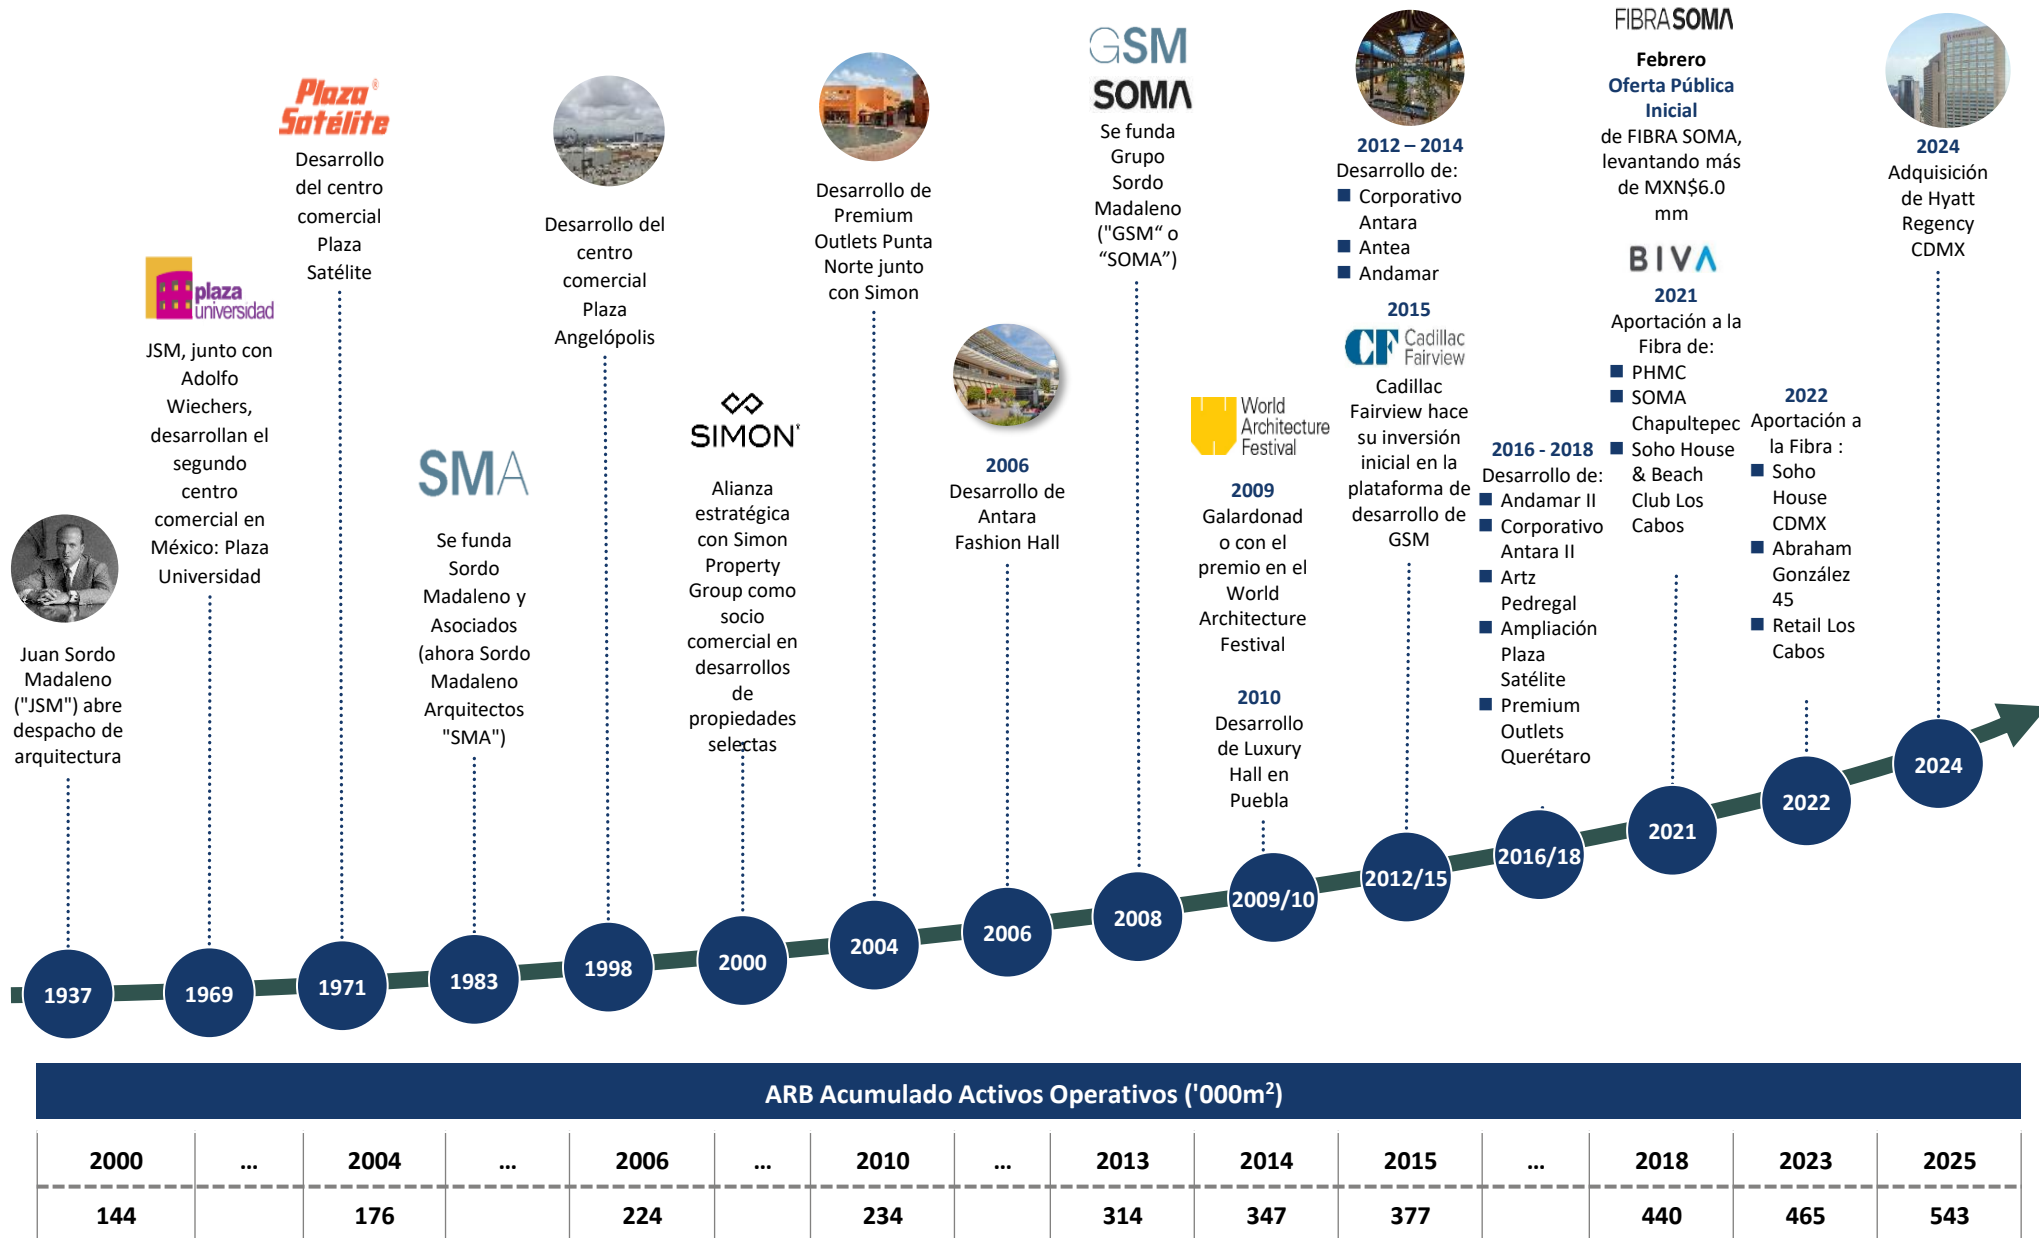 Juan Sordo
Madaleno
("JSM") abre
despacho de
arquitectura
plaza
universidad
JSM, junto con
Adolfo
Wiechers,
desarrollan el
segundo
centro
comercial en
México: Plaza
Universidad
Plaza
Satélite
Desarrollo
del centro
comercial
Plaza
Satélite
SMA
Se funda
Sordo
Madaleno y
Asociados
(ahora Sordo
Madaleno
Arquitectos
"SMA")
Desarrollo del
centro
comercial
Plaza
Angelópolis
SIMON
Alianza
estratégica
con Simon
Property
Group como
socio
comercial en
desarrollos
de
propiedades
selectas
Desarrollo de
Premium
Outlets Punta
Norte junto
con Simon
2006
Desarrollo de
Antara
Fashion Hall
GSM
SOMA
Se funda
Grupo
Sordo
Madaleno
("GSM“ o
“SOMA”)
World
Architecture
Festival
2009
Galardonad
o con el
premio en el
World
Architecture
Festival
2010
Desarrollo
de Luxury
Hall en
Puebla
2012 – 2014
Desarrollo de:
■ Corporativo
Antara
■ Antea
■ Andamar
2015
CF Cadillac
Fairview
Cadillac
Fairview hace
su inversión
inicial en la
plataforma de
desarrollo de
GSM
2016 - 2018
Desarrollo de:
■ Andamar II
■ Corporativo
Antara II
■ Artz
Pedregal
■ Ampliación
Plaza
Satélite
■ Premium
Outlets
Querétaro
FIBRA SOMA
Febrero
Oferta Pública
Inicial
de FIBRA SOMA,
levantando más
de MXN$6.0
mm
BIVA
2021
Aportación a la
Fibra de:
■ PHMC
■ SOMA
Chapultepec
■ Soho House
& Beach
Club Los
Cabos
2022
Aportación a
la Fibra :
■ Soho
House
CDMX
■ Abraham
González
45
■ Retail Los
Cabos
2024
Adquisición
de Hyatt
Regency
CDMX
1937 1969 1971 1983 1998 2000 2004 2006 2008 2009/10 2012/15 2016/18 2021 2022 2024
ARB Acumulado Activos Operativos ('000m²)
2000 ... 2004 ... 2006 ... 2010 ... 2013 2014 2015 ... 2018 2023 2025
144 176 224 234 314 347 377 440 465 543